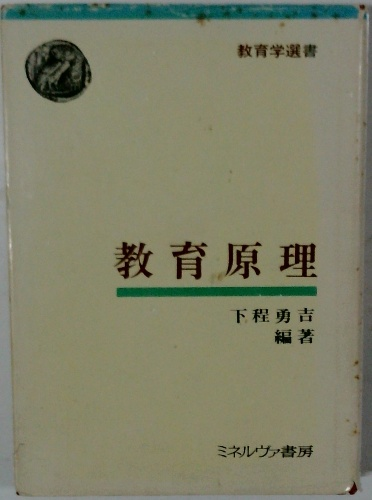 教育学選書
教育原理
下程勇吉
編著
ミネルヴァ書房